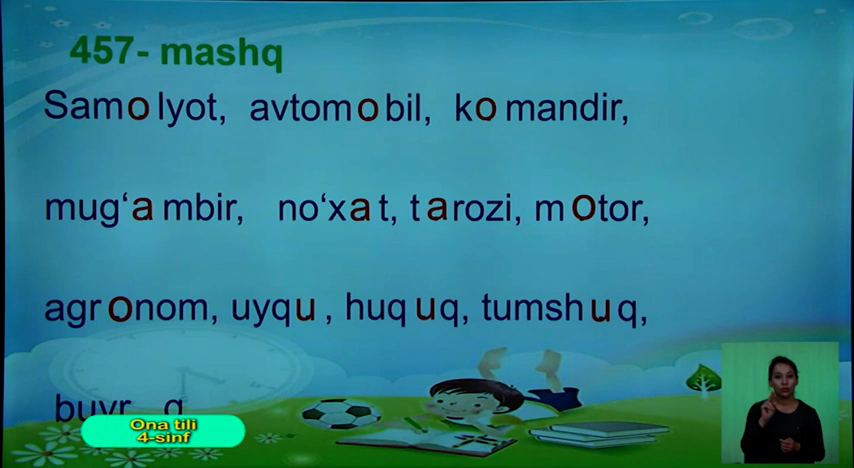 457- mashq
Samolyot, avtomobil, komandir,
mug‘ambir, no‘xat, tarozi, motor,
agronom, uyqu, huquq, tumshuq,
Ona tili
4-sinf